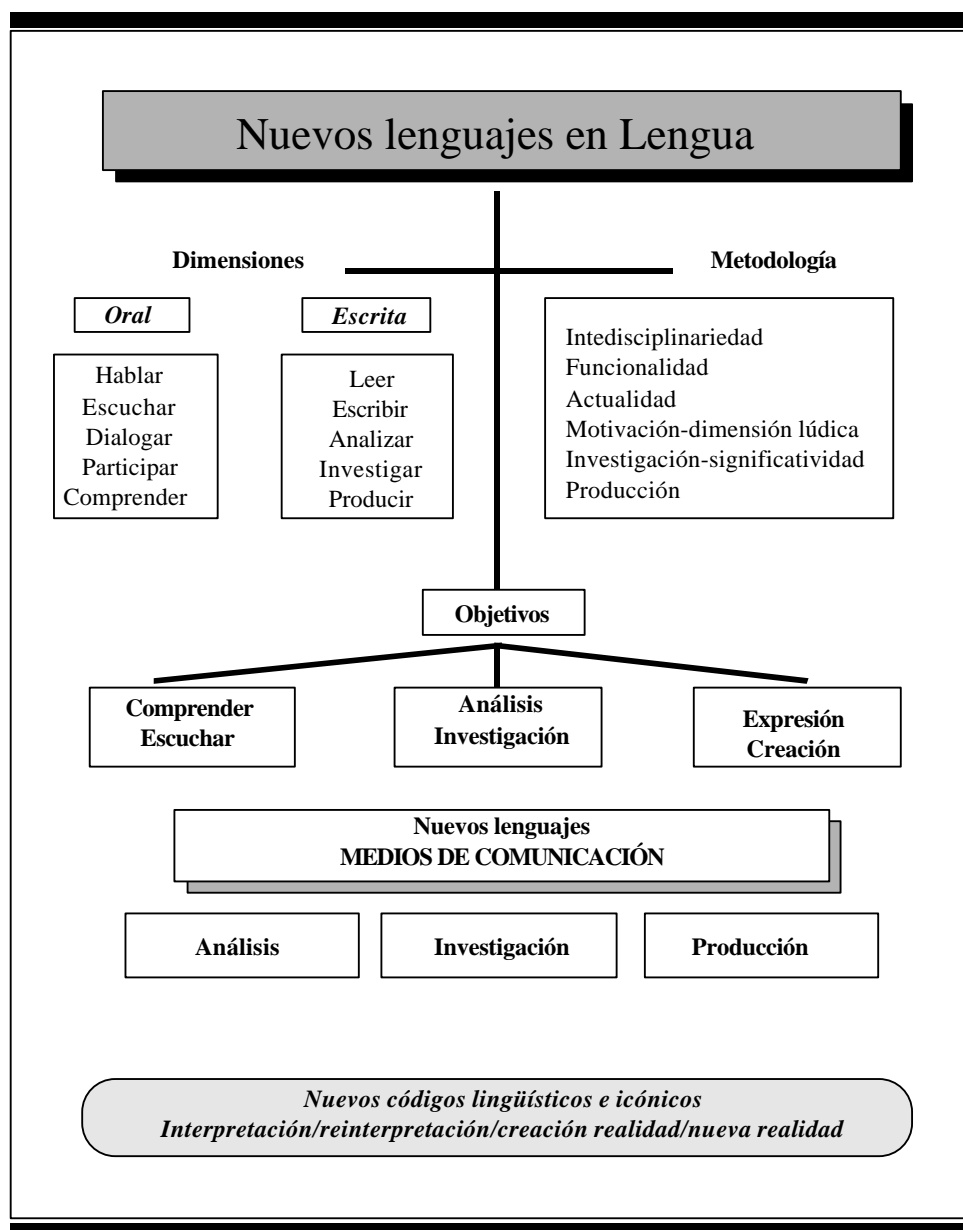 Nuevos lenguajes en Lengua
Dimensiones
Metodología
Oral
Escrita
Hablar
Escuchar
Dialogar
Participar
Comprender
Leer
Escribir
Analizar
Investigar
Producir
Intedisciplinariedad
Funcionalidad
Actualidad
Motivación-dimensión lúdica
Investigación-significatividad
Producción
Objetivos
Comprender
Escuchar
Análisis
Investigación
Expresión
Creación
Nuevos lenguajes
MEDIOS DE COMUNICACIÓN
Análisis
Investigación
Producción
Nuevos códigos lingüísticos e icónicos
Interpretación/reinterpretación/creación realidad/nueva realidad